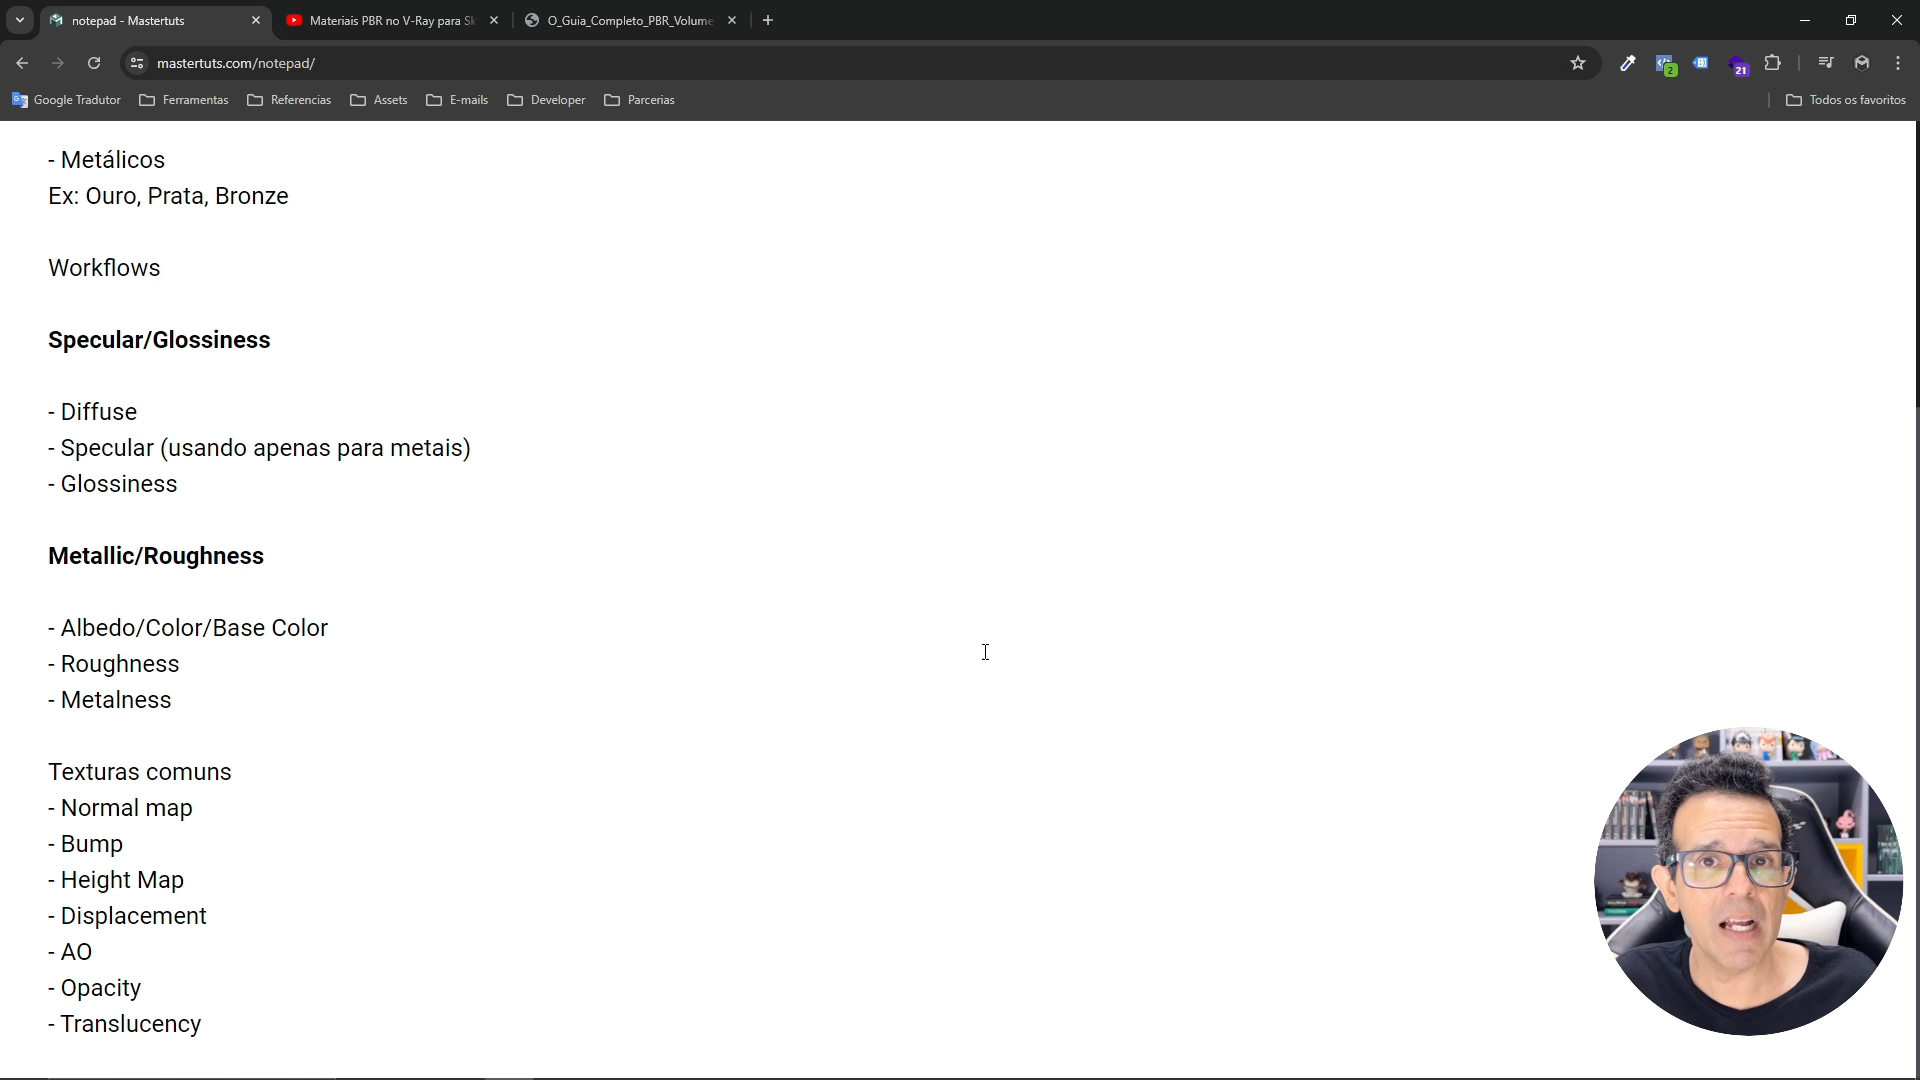 notepad - Mastertuts
Materiais PBR no V-Ray para Sk
O_Guia_Completo_PBR_Volume
mastertuts.com/notepad/
2
21
Google Tradutor
Ferramentas
Referencias
Assets
E-mails
Developer
Parcerias
Todos os favoritos
- Metálicos
Ex: Ouro, Prata, Bronze
Workflows
Specular/Glossiness
- Diffuse
- Specular (usando apenas para metais)
- Glossiness
Metallic/Roughness
- Albedo/Color/Base Color
- Roughness
- Metalness
Texturas comuns
- Normal map
- Bump
- Height Map
- Displacement
- AO
- Opacity
- Translucency